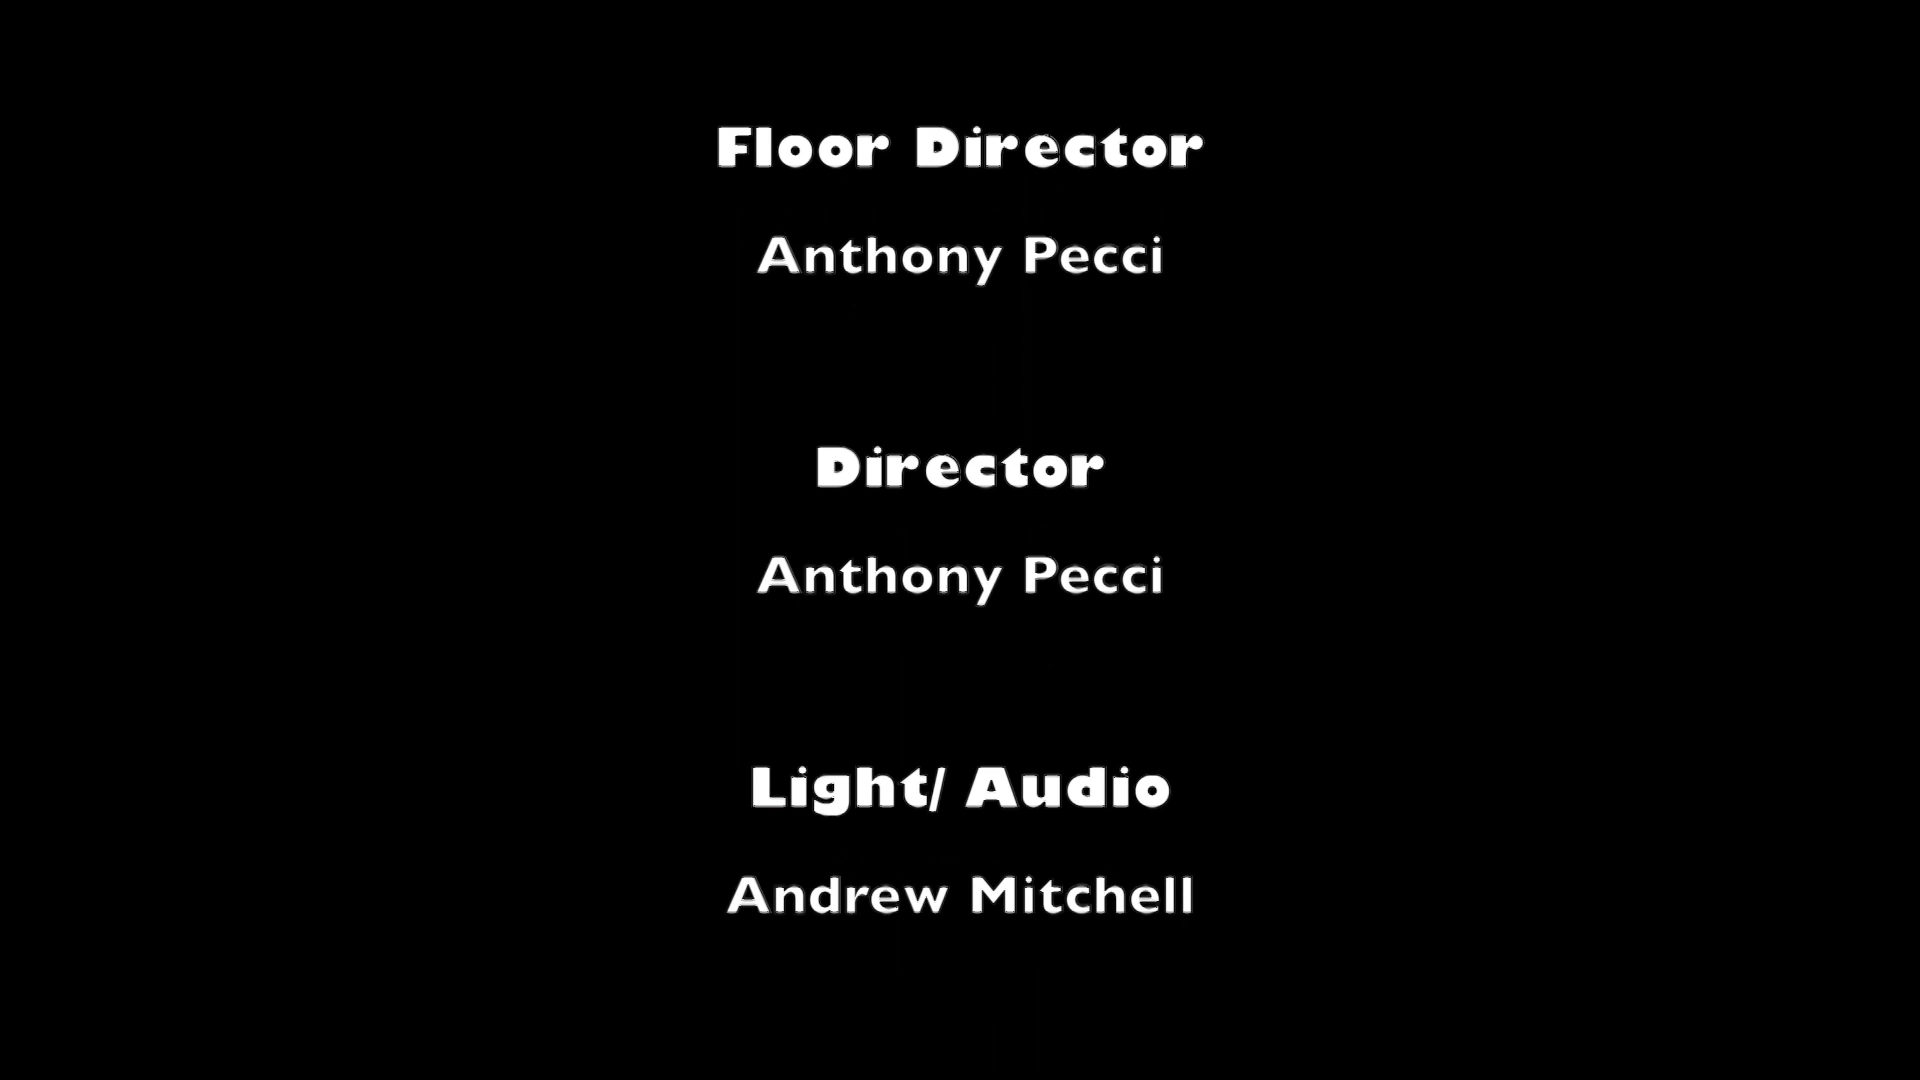 Floor Director
Anthony Pecci
Director
Anthony Pecci
Light/ Audio
Andrew Mitchell